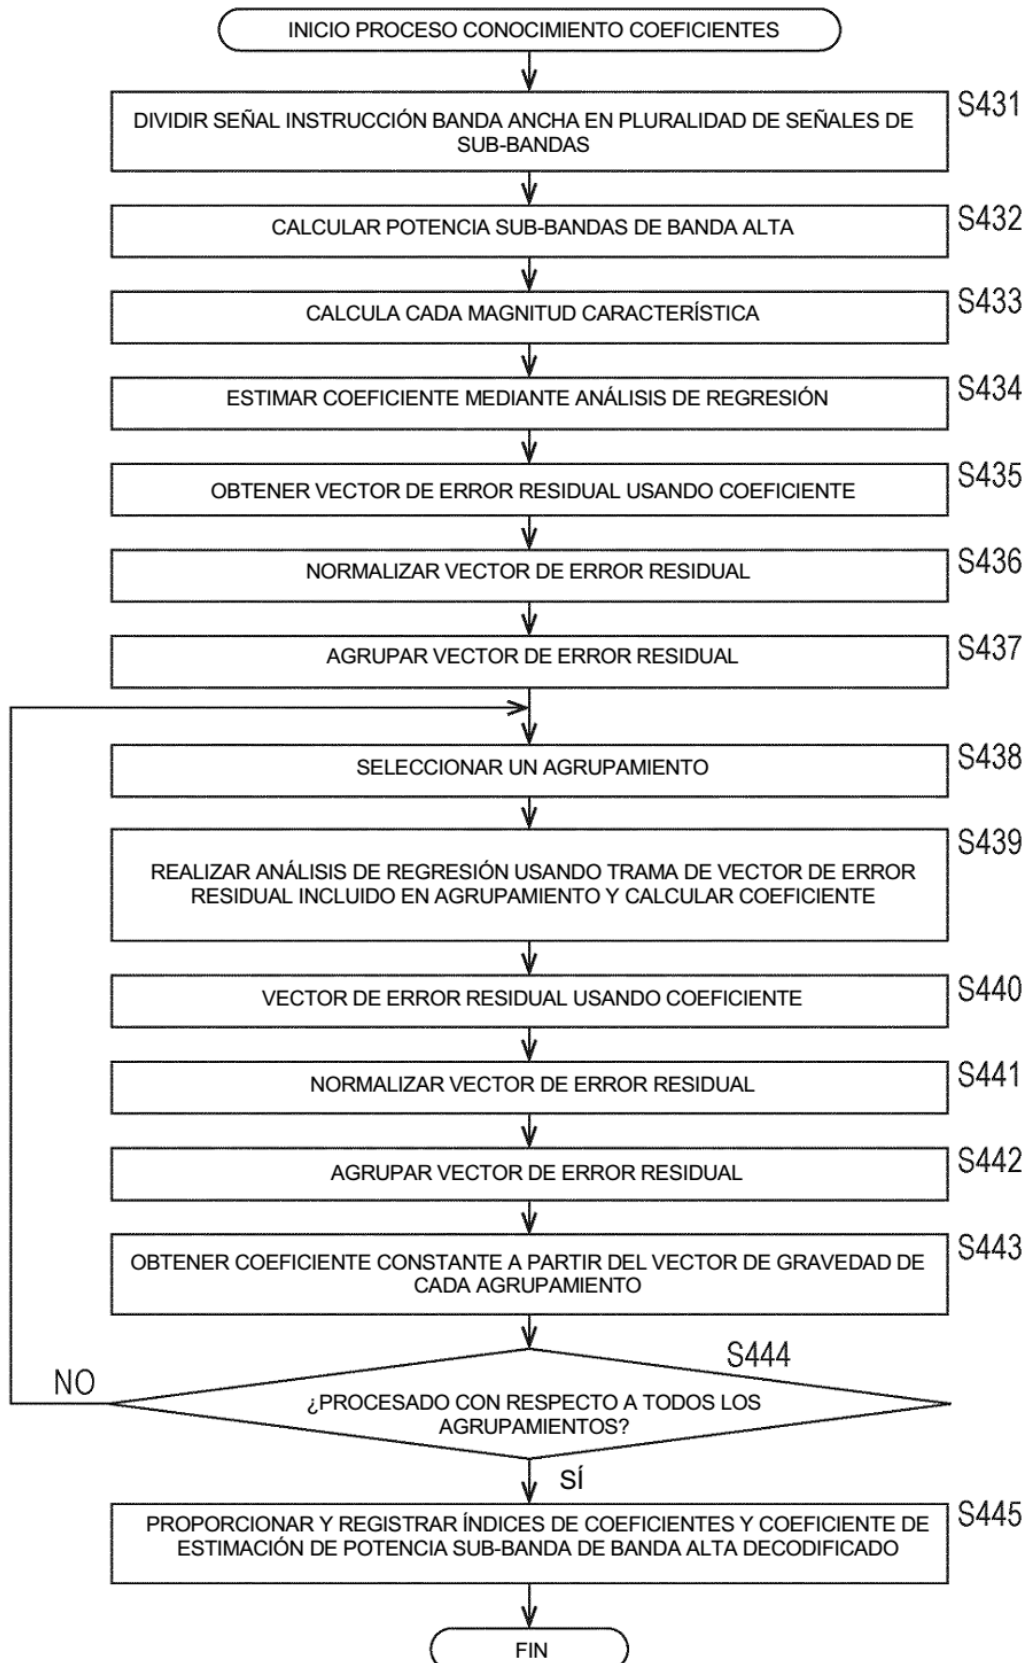 INICIO PROCESO CONOCIMIENTO COEFICIENTES
S431
DIVIDIR SEÑAL INSTRUCCIÓN BANDA ANCHA EN PLURALIDAD DE SEÑALES DE
SUB-BANDAS
S432
CALCULAR POTENCIA SUB-BANDAS DE BANDA ALTA
S433
CALCULA CADA MAGNITUD CARACTERÍSTICA
S434
ESTIMAR COEFICIENTE MEDIANTE ANÁLISIS DE REGRESIÓN
S435
OBTENER VECTOR DE ERROR RESIDUAL USANDO COEFICIENTE
S436
NORMALIZAR VECTOR DE ERROR RESIDUAL
S437
AGRUPAR VECTOR DE ERROR RESIDUAL
S438
SELECCIONAR UN AGRUPAMIENTO
S439
REALIZAR ANÁLISIS DE REGRESIÓN USANDO TRAMA DE VECTOR DE ERROR
RESIDUAL INCLUIDO EN AGRUPAMIENTO Y CALCULAR COEFICIENTE
S440
VECTOR DE ERROR RESIDUAL USANDO COEFICIENTE
S441
NORMALIZAR VECTOR DE ERROR RESIDUAL
S442
AGRUPAR VECTOR DE ERROR RESIDUAL
S443
OBTENER COEFICIENTE CONSTANTE A PARTIR DEL VECTOR DE GRAVEDAD DE
CADA AGRUPAMIENTO
S444
NO
¿PROCESADO CON RESPECTO A TODOS LOS
AGRUPAMIENTOS?
SÍ
S445
PROPORCIONAR Y REGISTRAR ÍNDICES DE COEFICIENTES Y COEFICIENTE DE
ESTIMACIÓN DE POTENCIA SUB-BANDA DE BANDA ALTA DECODIFICADO
FIN